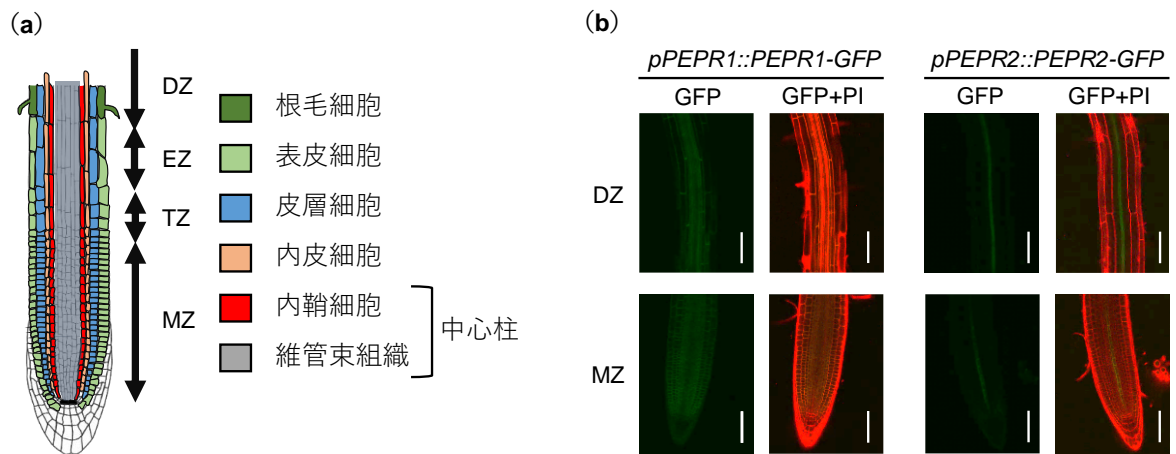 (a)
DZ
EZ
TZ
MZ
根毛細胞
表皮細胞
皮層細胞
内皮細胞
内鞘細胞
維管束組織
中心柱
(b)
pPEPR1::PEPR1-GFP
pPEPR2::PEPR2-GFP
GFP
GFP+PI
GFP
GFP+PI
DZ
MZ